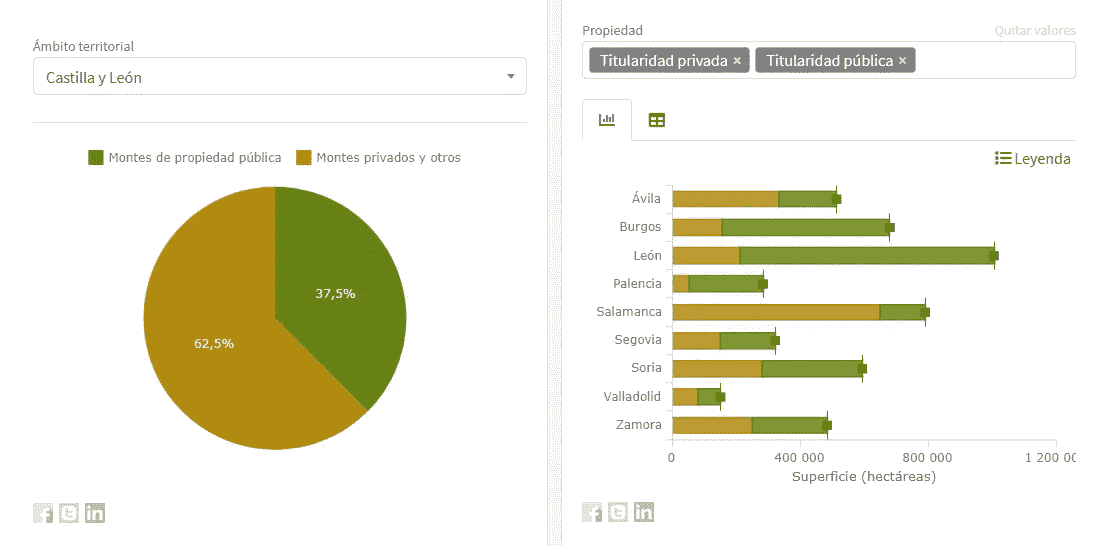 Ámbito territorial
Castilla y León
Montes de propiedad pública Montes privados y otros
37,5%
62,5%
Propiedad Quitar valores
Titularidad privada × Titularidad pública ×
Leyenda
Ávila
Burgos
León
Palencia
Salamanca
Segovia
Soria
Valladolid
Zamora
0 400 000 800 000 1 200
Superficie (hectáreas)
f t in
f t in